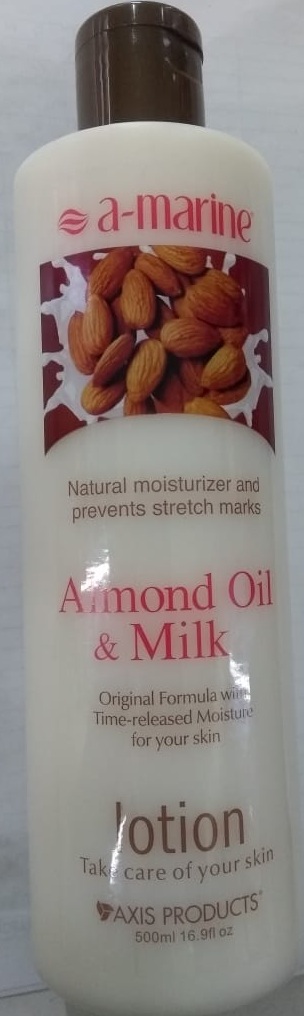 a-marine®
Natural moisturizer and
prevents stretch marks
Almond Oil
& Milk
Original Formula with
Time-released Moisture
for your skin
lotion
Take care of your skin
AXIS PRODUCTS®
500ml 16.9fl oz